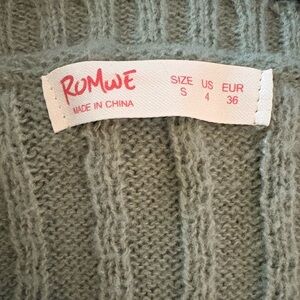 ROMWE
MADE IN CHINA
SIZE US EUR
S 4 36